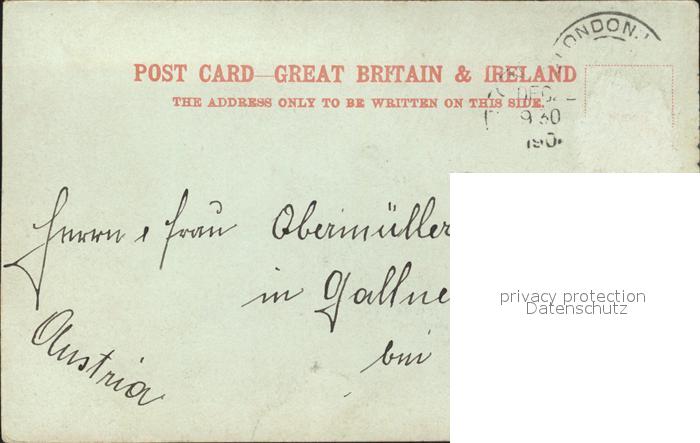 LONDON.
POST CARD—GREAT BRITAIN & IRELAND
THE ADDRESS ONLY TO BE WRITTEN ON THIS SIDE.
DEC
9 30
190
Herrn & Frau Obermüller
in Gallne
bei
Austria
privacy protection
Datenschutz